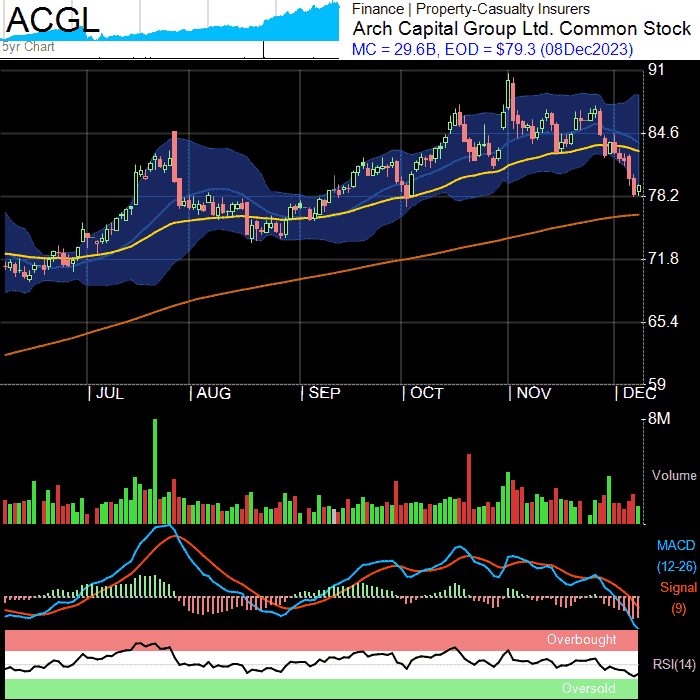 ACGL
5yr Chart
Finance | Property-Casualty Insurers
Arch Capital Group Ltd. Common Stock
MC = 29.6B, EOD = $79.3 (08Dec2023)
91
84.6
78.2
71.8
65.4
59
| JUL | AUG | SEP | OCT | NOV | DEC
8M
Volume
MACD
(12-26)
Signal
(9)
Overbought
RSI(14)
Oversold